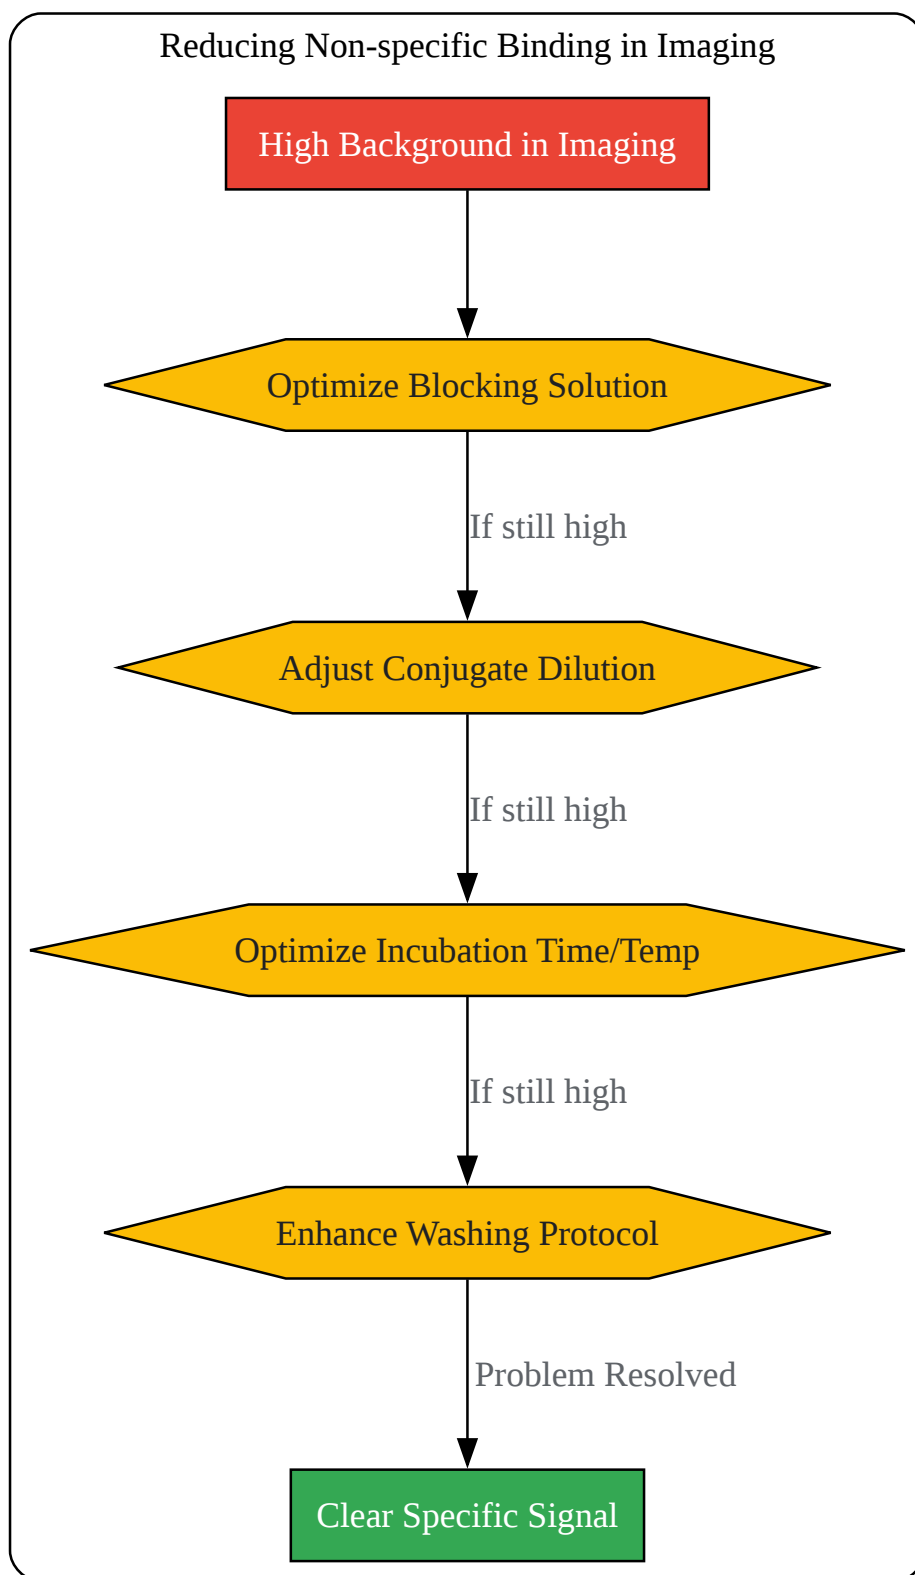 Reducing Non-specific Binding in Imaging
High Background in Imaging
Optimize Blocking Solution
If still high
Adjust Conjugate Dilution
If still high
Optimize Incubation Time/Temp
If still high
Enhance Washing Protocol
Problem Resolved
Clear Specific Signal